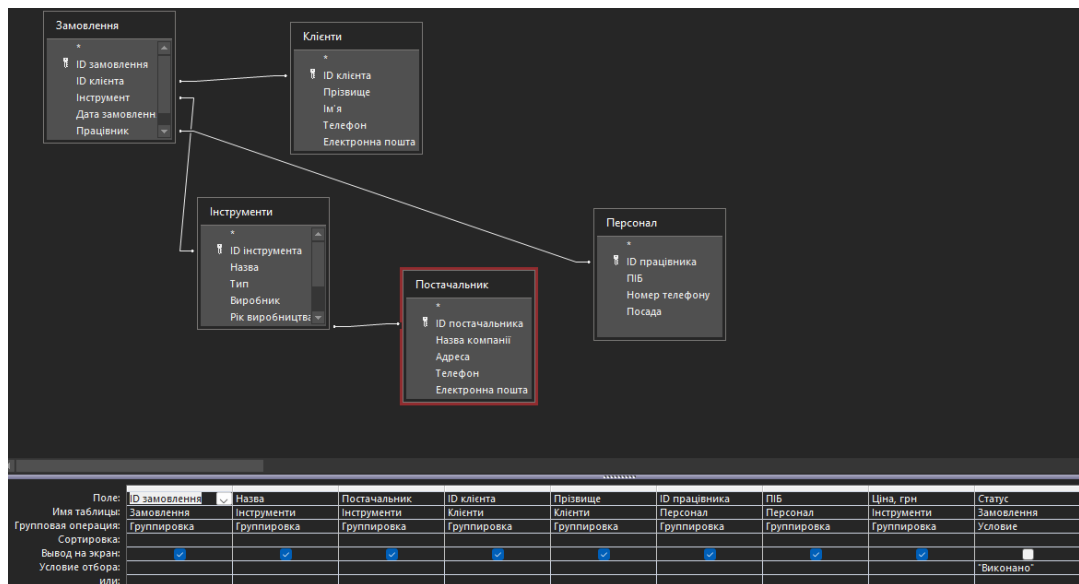 Замовлення
*
ID замовлення
ID клієнта
Інструмент
Дата замовленн
Працівник
Клієнти
*
ID клієнта
Прізвище
Ім'я
Телефон
Електронна пошта
Інструменти
*
ID інструмента
Назва
Тип
Виробник
Рік виробництва
Постачальник
*
ID постачальника
Назва компанії
Адреса
Телефон
Електронна пошта
Персонал
*
ID працівника
ПІБ
Номер телефону
Посада
Поле: ID замовлення Назва Постачальник ID клієнта Прізвище ID працівника ПІБ Ціна, грн Статус
Имя таблицы: Замовлення Інструменти Інструменти Клієнти Клієнти Персонал Персонал Інструменти Замовлення
Групповая операция: Группировка Группировка Группировка Группировка Группировка Группировка Группировка Группировка Условие
Сортировка:
Вывод на экран:
Условие отбора: "Виконано"
или: